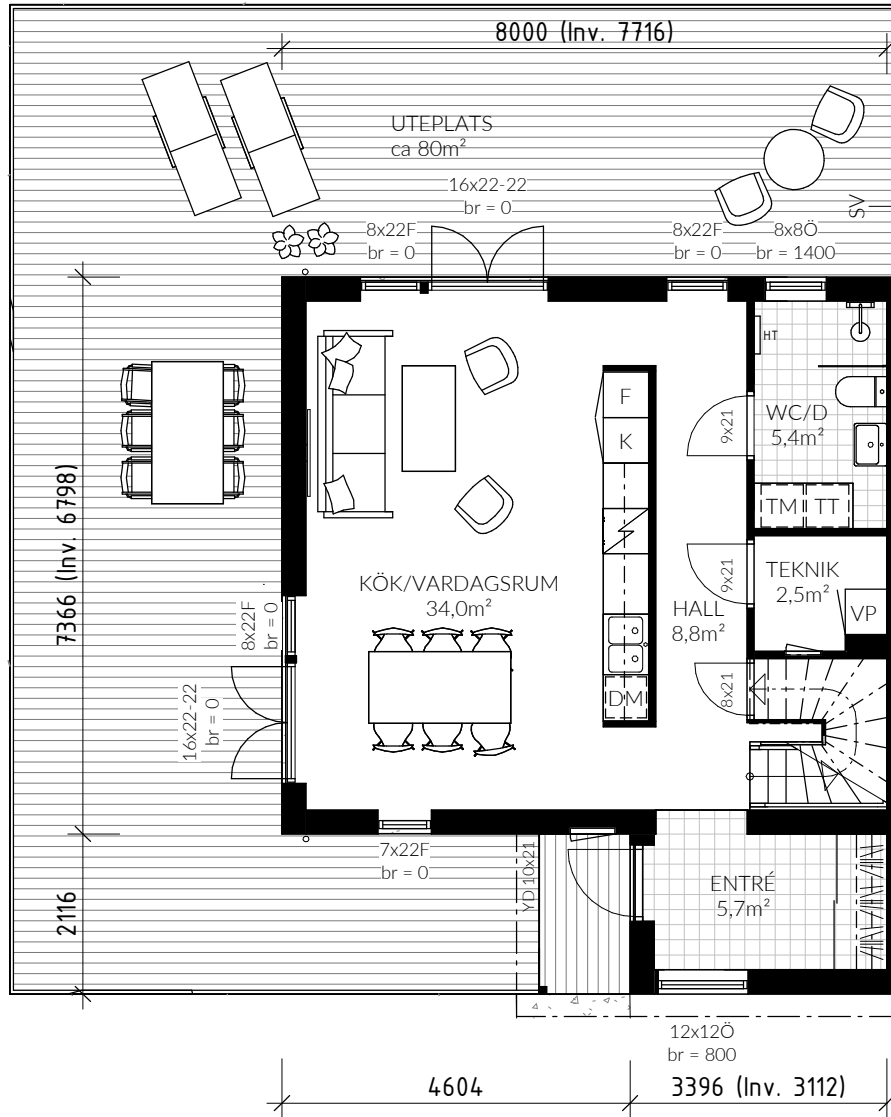 8000 (Inv. 7716)
UTEPLATS
ca 80m²
16x22-22
br = 0
SV
8x22F
br = 0
8x22F
br = 0
8x8Ö
br = 1400
HT
F
K
9x21
WC/D
5,4m²
TM
TT
7366 (Inv. 6798)
KÖK/VARDAGSRUM
34,0m²
9x21
TEKNIK
2,5m²
HALL
8,8m²
VP
8x22F
br = 0
8x21
DM
16x22-22
br = 0
7x22F
br = 0
YD10x21
ENTRÉ
5,7m²
2116
12x12Ö
br = 800
4604
3396 (Inv. 3112)